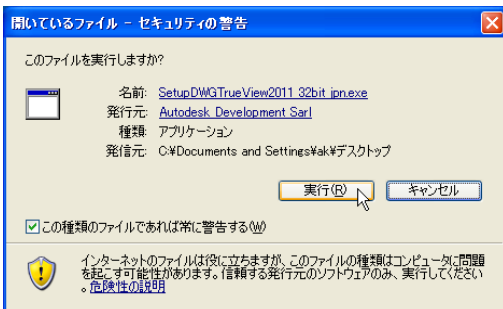 開いているファイル - セキュリティの警告
このファイルを実行しますか?
名前: SetupDWGTrueView2011 32bit jpn.exe
発行元: Autodesk Development Sarl
種類: アプリケーション
発信元: C:¥Documents and Settings¥ak¥デスクトップ
実行(R) キャンセル
この種類のファイルであれば常に警告する(W)
インターネットのファイルは役に立ちますが、このファイルの種類はコンピュータに問題
を起こす可能性があります。信頼する発行元のソフトウェアのみ、実行してください
。危険性の説明